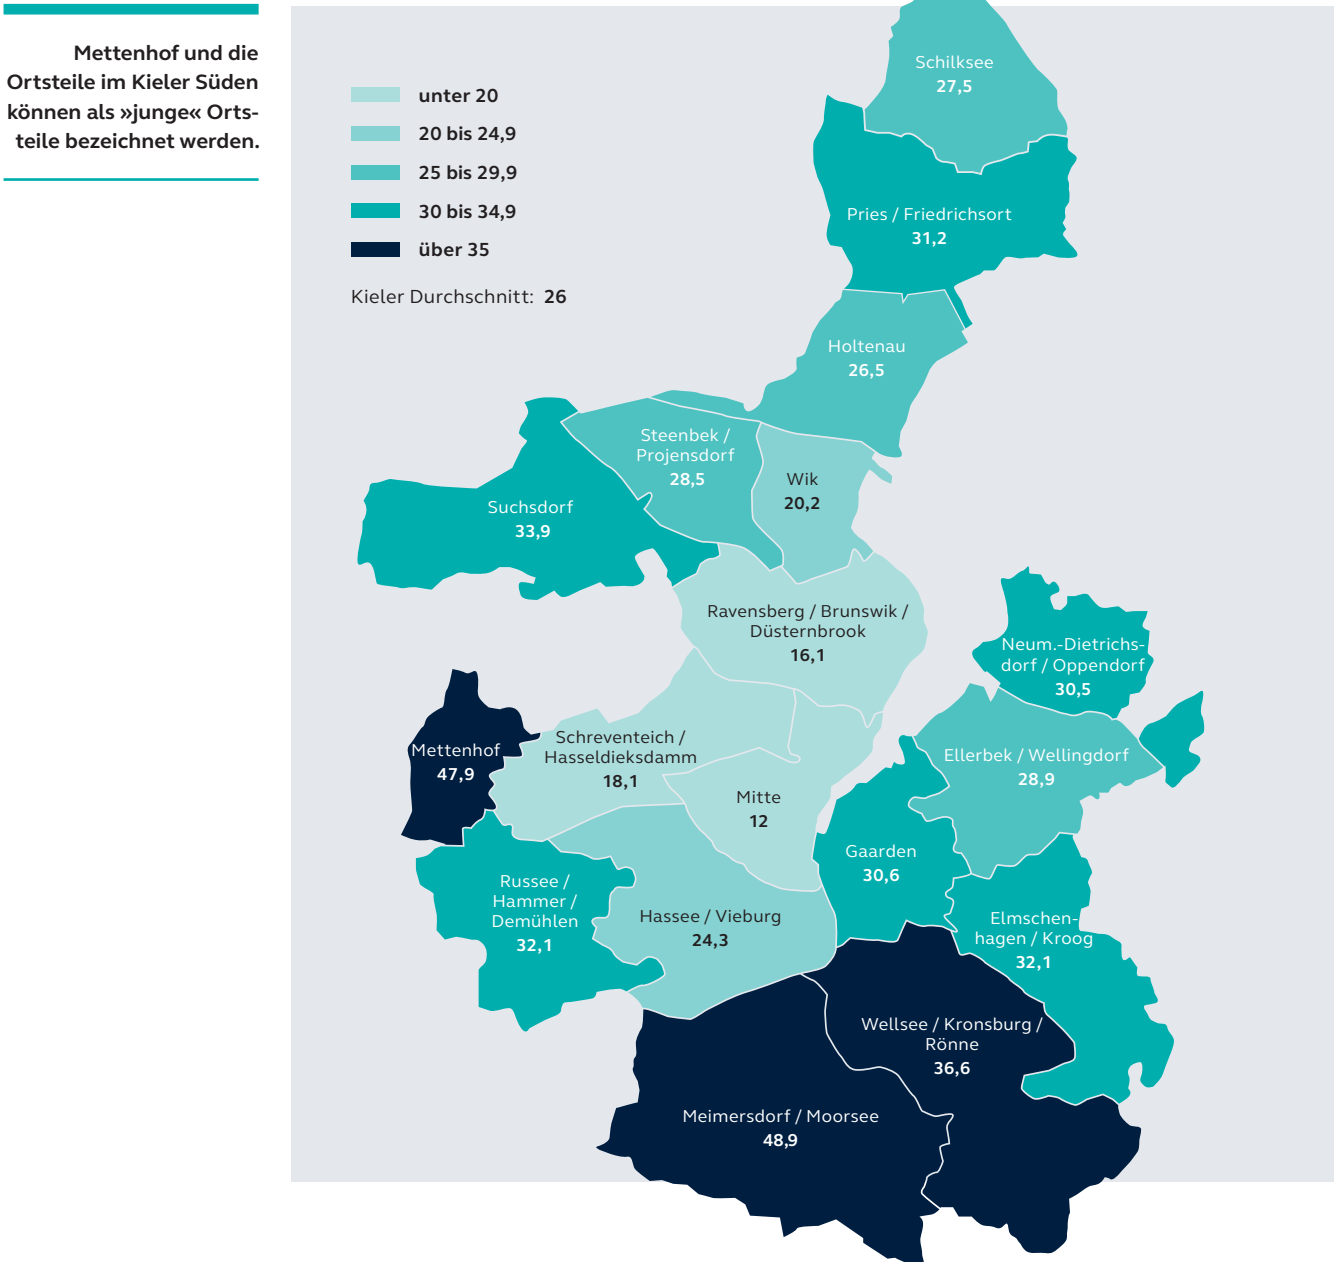 Mettenhof und die
Ortsteile im Kieler Süden
können als »junge« Orts-
teile bezeichnet werden.
unter 20
20 bis 24,9
25 bis 29,9
30 bis 34,9
über 35
Kieler Durchschnitt: 26
Schilksee
27,5
Pries / Friedrichsort
31,2
Holtenau
26,5
Steenbek /
Projensdorf
28,5
Wik
20,2
Suchsdorf
33,9
Ravensberg / Brunswik /
Düsternbrook
16,1
Neum.-Dietrichs-
dorf / Oppendorf
30,5
Mettenhof
47,9
Schreventeich /
Hasseldieksdamm
18,1
Ellerbek / Wellingdorf
28,9
Mitte
12
Gaarden
30,6
Russee /
Hammer /
Demühlen
32,1
Hassee / Vieburg
24,3
Elmschen-
hagen / Kroog
32,1
Wellsee / Kronsburg /
Rönne
36,6
Meimersdorf / Moorsee
48,9